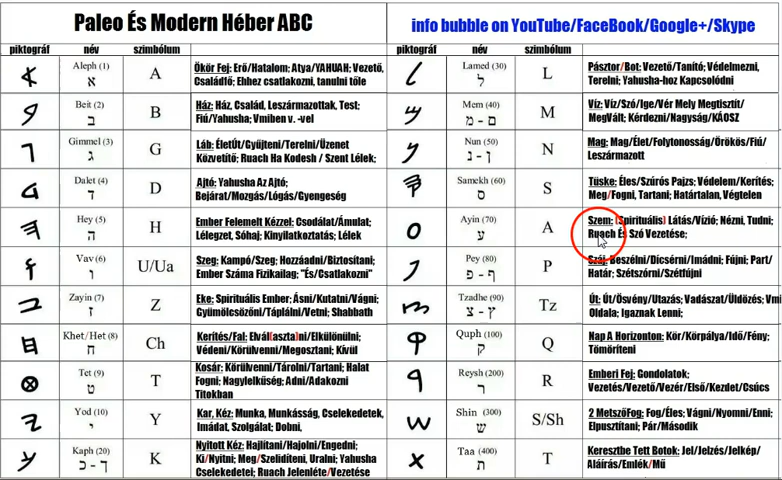 Paleo És Modern Héber ABC
info bubble on YouTube/FaceBook/Google+/Skype
piktográf név szimbólum
piktográf név szimbólum
Aleph (1)
א
A
Ökör Fej: Erő/Hatalom; Atya/YAHUAH; Vezető,
Családfő; Ehhez csatlakozni, tanulni tőle
Beit (2)
ב
B
Ház: Ház, Család, Leszármazottak, Test;
Fiú/Yahusha; Vmiben v. -vel
Gimmel (3)
ג
G
Láb: ÉletÚt/Gyűjteni/Terelni/Üzenet
Közvetítő; Ruach Ha Kodesh / Szent Lélek;
Dalet (4)
ד
D
Ajtó: Yahusha Az Ajtó;
Bejárat/Mozgás/Lógás/Gyengeség
Hey (5)
ה
H
Ember Felemelt Kézzel: Csodálat/Ámulat;
Lélegzet, Sóhaj; Kinyilatkoztatás; Lélek
Vav (6)
ו
U/Ua
Szeg: Kampó/Szeg; Hozzáadni/Biztosítani;
Ember Száma Fizikailag; "És/Csatlakozni"
Zayin (7)
ז
Z
Eke: Spirituális Ember; Ásni/Kutatni/Vágni;
Gyümölcsözőni/Táplálni/Vetni; Shabbath
Khet/Het (8)
ח
Ch
Kerítés/Fal: Elvál(aszta)ni/Elkülönülni;
Védeni/Körülvenni/Megosztani; Kívül
Tet (9)
ט
T
Kosár: Körülvenni/Tárolni/Tartani; Halat
Fogni; Nagylelkűség; Adni/Adakozni
Titokban
Yod (10)
י
Y
Kar, Kéz: Munka, Munkásság, Cselekedetek,
Imádat, Szolgálat; Dobni,
Kaph (20)
ך - כ
K
Nyitott Kéz: Hajlítani/Hajolni/Engedni;
Ki/Nyitni; Meg/Szelidíteni, Uralni; Yahusha
Cselekedetei; Ruach Jelenléte/Vezetése
Lamed (30)
ל
L
Pásztor/Bot: Vezető/Tanító; Védelmezni,
Terelni; Yahusha-hoz Kapcsolódni
Mem (40)
ם - מ
M
Víz: Víz/Szó/Ige/Vér Mely Megtisztít/
MegVált; Kérdezni/Nagyság/KÁOSZ
Nun (50)
ן - נ
N
Mag: Mag/Élet/Folytonosság/Örökös/Fiú/
Leszármazott
Samekh (60)
ס
S
Tüske: Éles/Szúrós Pajzs; Védelem/Kerítés;
Meg/Fogni, Tartani; Határtalan, Végtelen
Ayin (70)
ע
A
Szem: (Spirituális) Látás/Vízió; Nézni, Tudni;
Ruach És Szó Vezetése;
Pey (80)
ף - פ
P
Száj: Beszélni/Dícsérni/Imádni; Fújni; Part/
Határ; Szétszórni/Szétfújni
Tzadhe (90)
ץ - צ
Tz
Út: Út/Ösvény/Utazás; Vadászat/Üldözés; Vmi
Oldala; Igaznak Lenni;
Quph (100)
ק
Q
Nap A Horizonton: Kör/Körpálya/Idő/Fény;
Tömöríteni
Reysh (200)
ר
R
Emberi Fej: Gondolatok;
Vezetés/Vezető/Vezér/Első/Kezdet/Csúcs
Shin (300)
ש
S/Sh
2 MetszőFog: Fog/Éles; Vágni/Nyomni/Enni;
Elpusztítani; Pár/Második
Taa (400)
ת
T
Keresztbe Tett Botok: Jel/Jelzés/Jelkép/
Aláírás/Emlék/Mű